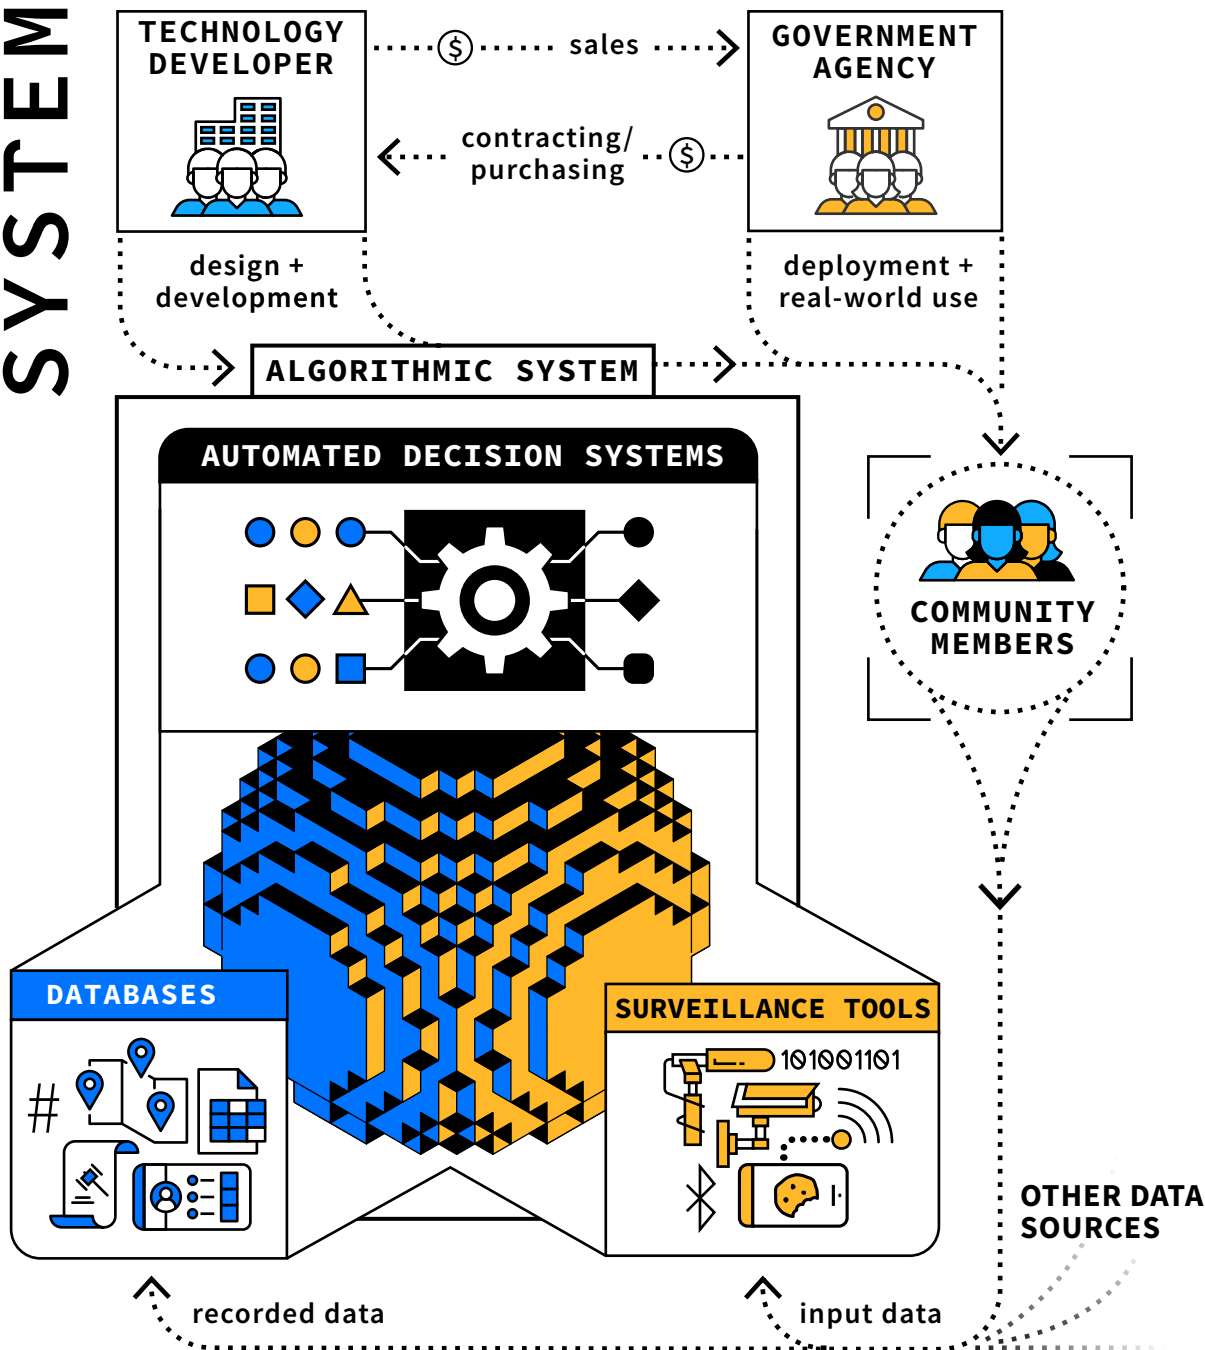 SYSTEM
TECHNOLOGY
DEVELOPER
$
sales
GOVERNMENT
AGENCY
contracting/
purchasing
$
design +
development
deployment +
real-world use
ALGORITHMIC SYSTEM
AUTOMATED DECISION SYSTEMS
COMMUNITY
MEMBERS
DATABASES
#
SURVEILLANCE TOOLS
101001101
OTHER DATA
SOURCES
recorded data
input data